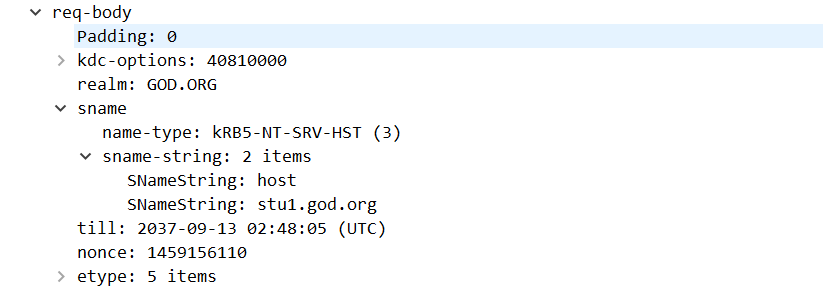 req-body
Padding: 0
kdc-options: 40810000
realm: GOD.ORG
sname
name-type: kRB5-NT-SRV-HST (3)
sname-string: 2 items
SNameString: host
SNameString: stu1.god.org
till: 2037-09-13 02:48:05 (UTC)
nonce: 1459156110
etype: 5 items